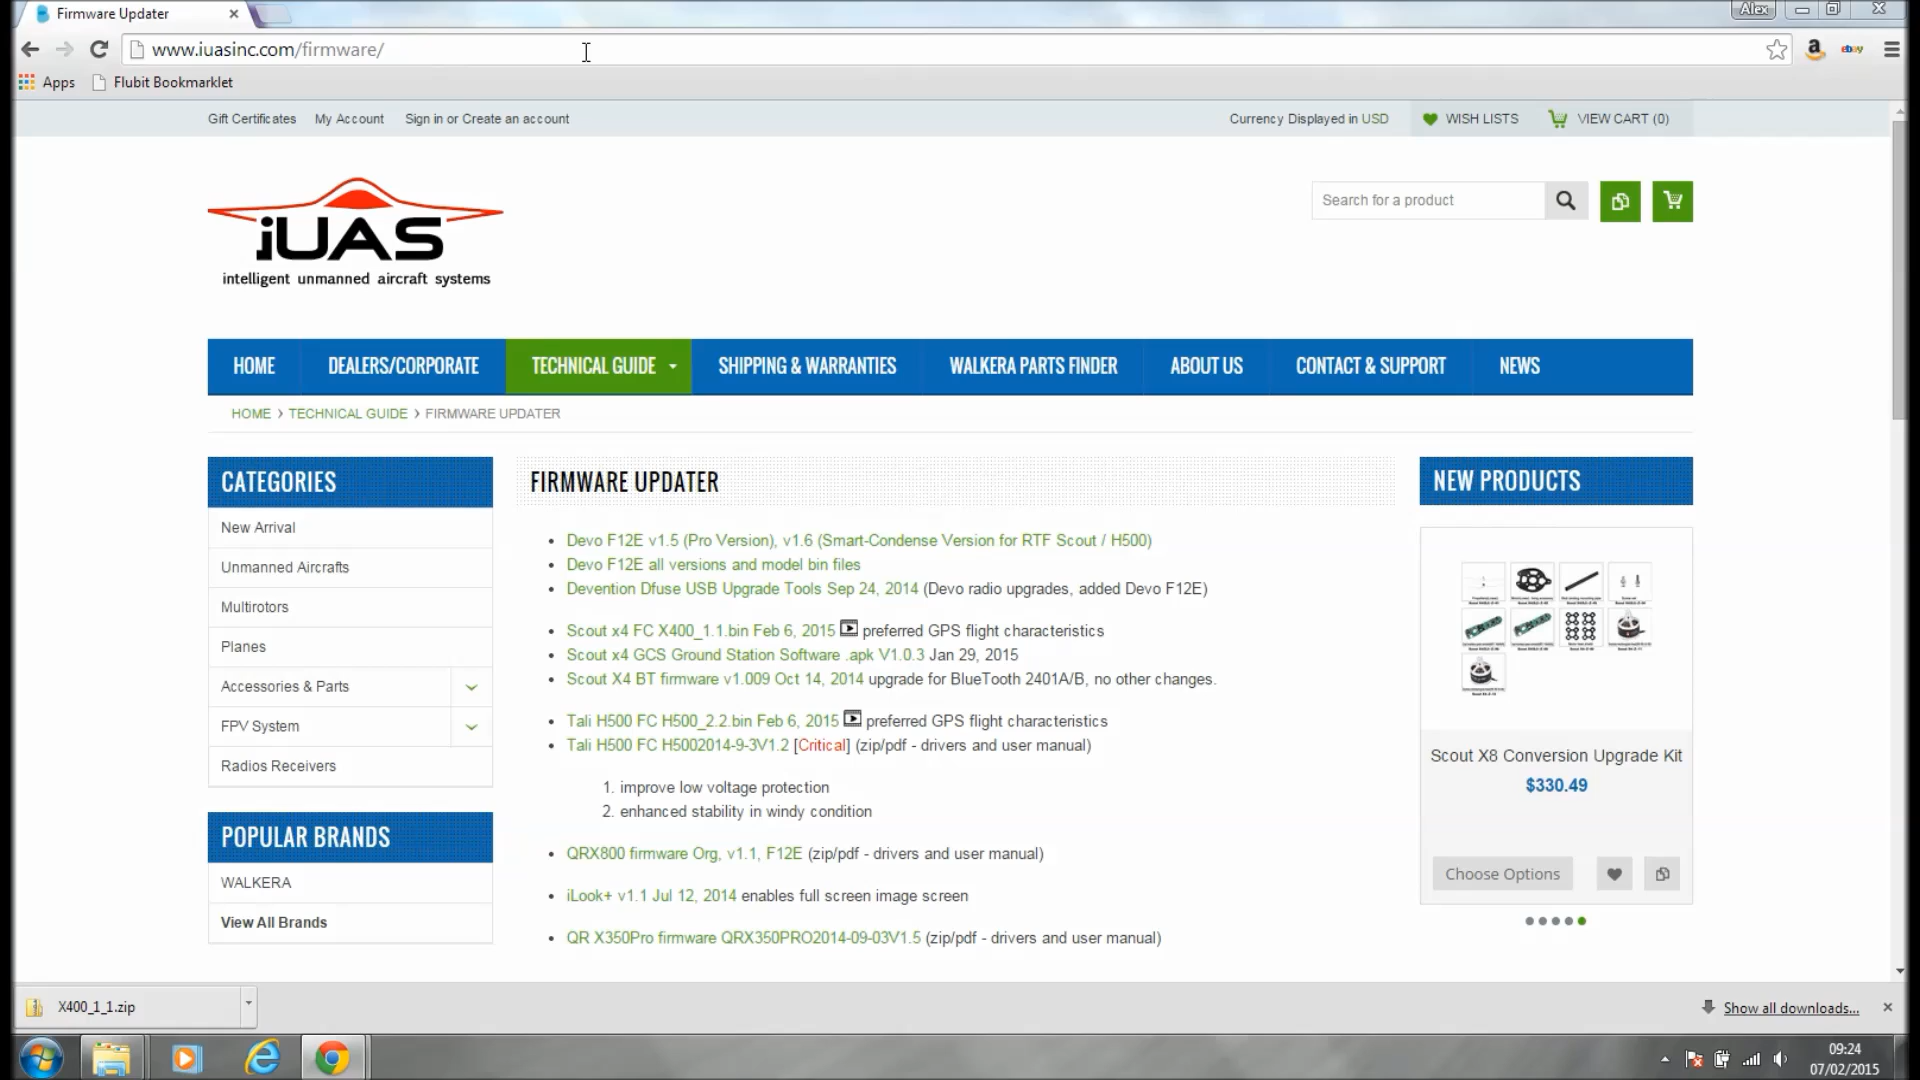 Firmware Updater
Alex
www.iuasinc.com/firmware/
a
ebay
Apps
Flubit Bookmarklet
Gift Certificates My Account Sign in or Create an account
Currency Displayed in USD WISH LISTS VIEW CART (0)
Search for a product
iUAS
intelligent unmanned aircraft systems
HOME DEALERS/CORPORATE TECHNICAL GUIDE SHIPPING & WARRANTIES WALKERA PARTS FINDER ABOUT US CONTACT & SUPPORT NEWS
HOME › TECHNICAL GUIDE › FIRMWARE UPDATER
CATEGORIES
New Arrival
Unmanned Aircrafts
Multirotors
Planes
Accessories & Parts
FPV System
Radios Receivers
POPULAR BRANDS
WALKERA
View All Brands
FIRMWARE UPDATER
• Devo F12E v1.5 (Pro Version), v1.6 (Smart-Condense Version for RTF Scout / H500)
• Devo F12E all versions and model bin files
• Devention Dfuse USB Upgrade Tools Sep 24, 2014 (Devo radio upgrades, added Devo F12E)
• Scout x4 FC X400_1.1.bin Feb 6, 2015 preferred GPS flight characteristics
• Scout x4 GCS Ground Station Software .apk V1.0.3 Jan 29, 2015
• Scout X4 BT firmware v1.009 Oct 14, 2014 upgrade for BlueTooth 2401A/B, no other changes.
• Tali H500 FC H500_2.2.bin Feb 6, 2015 preferred GPS flight characteristics
• Tali H500 FC H5002014-9-3V1.2 [Critical] (zip/pdf - drivers and user manual)
1. improve low voltage protection
2. enhanced stability in windy condition
• QRX800 firmware Org, v1.1, F12E (zip/pdf - drivers and user manual)
• iLook+ v1.1 Jul 12, 2014 enables full screen image screen
• QR X350Pro firmware QRX350PRO2014-09-03V1.5 (zip/pdf - drivers and user manual)
NEW PRODUCTS
Scout X8 Conversion Upgrade Kit
$330.49
Choose Options
X400_1_1.zip
Show all downloads...
09:24
07/02/2015